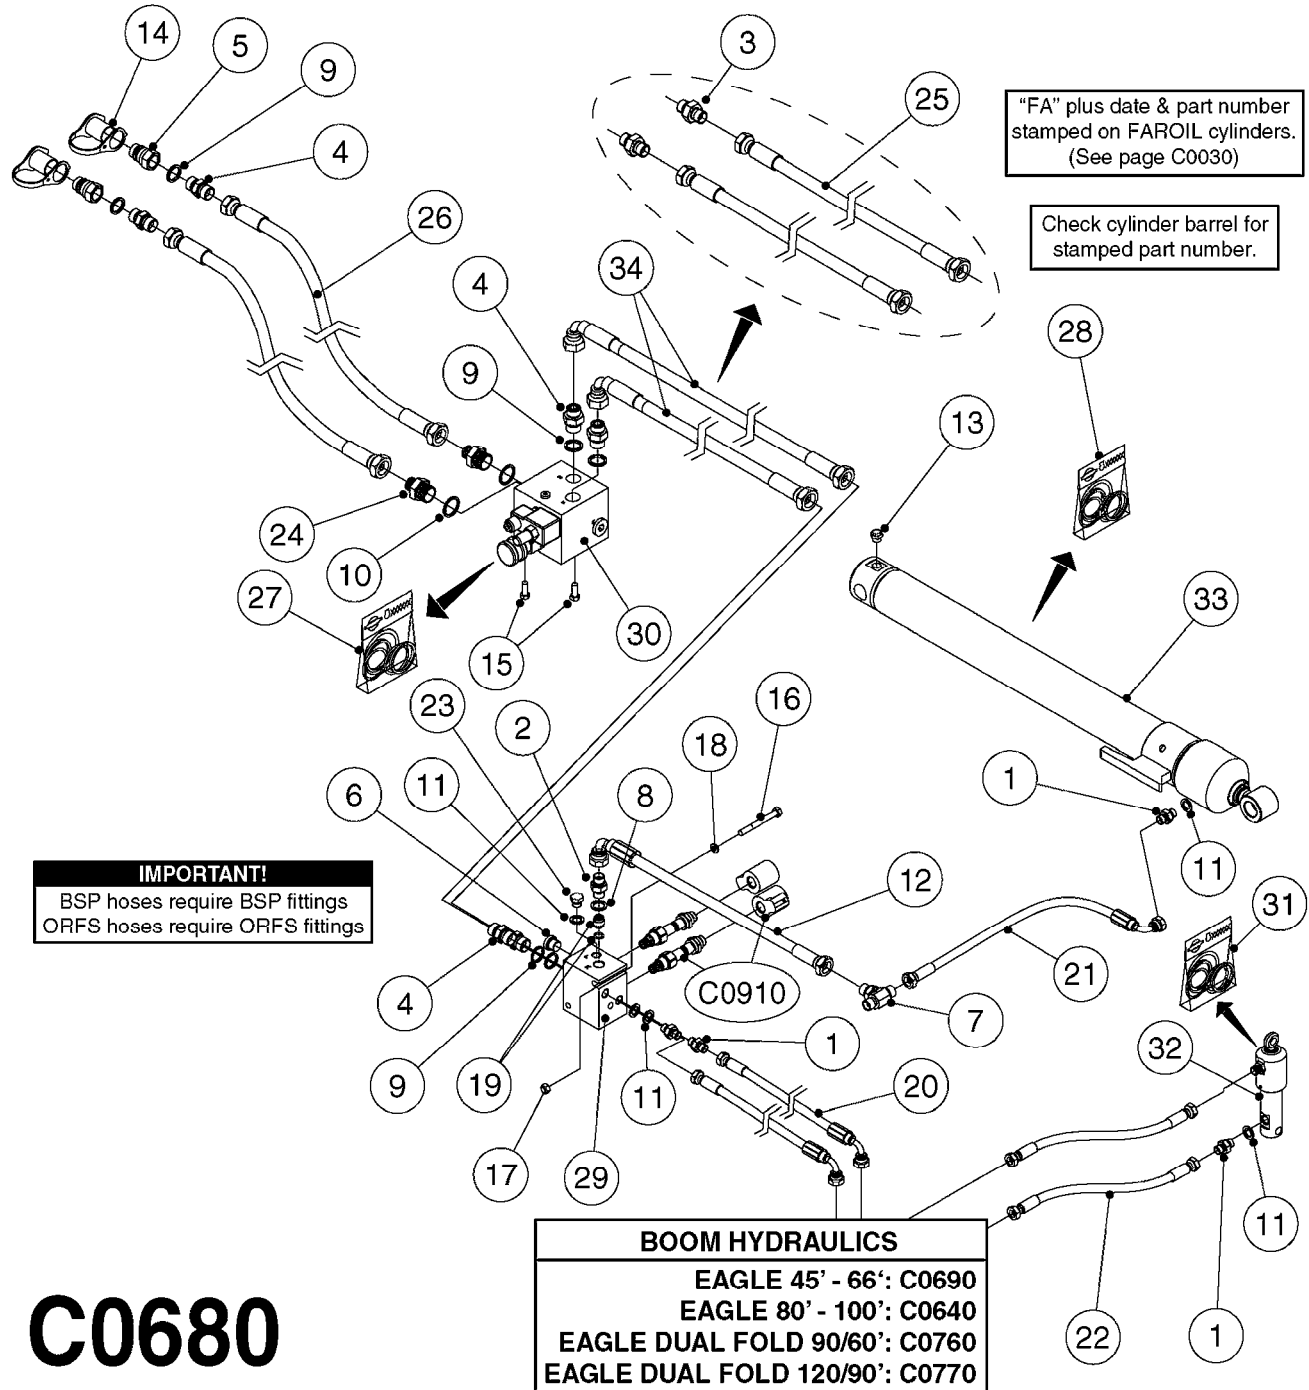 14
5
9
4
3
25
"FA" plus date & part number
stamped on FAROIL cylinders.
(See page C0030)
Check cylinder barrel for
stamped part number.
26
4
34
9
28
13
24
10
27
15
30
33
23
2
16
18
11
6
8
1
11
12
31
IMPORTANT!
BSP hoses require BSP fittings
ORFS hoses require ORFS fittings
4
C0910
21
7
1
32
9
19
11
20
17
29
11
22
1
BOOM HYDRAULICS
EAGLE 45' - 66‘: C0690
EAGLE 80' - 100': C0640
EAGLE DUAL FOLD 90/60': C0760
EAGLE DUAL FOLD 120/90': C0770
C0680